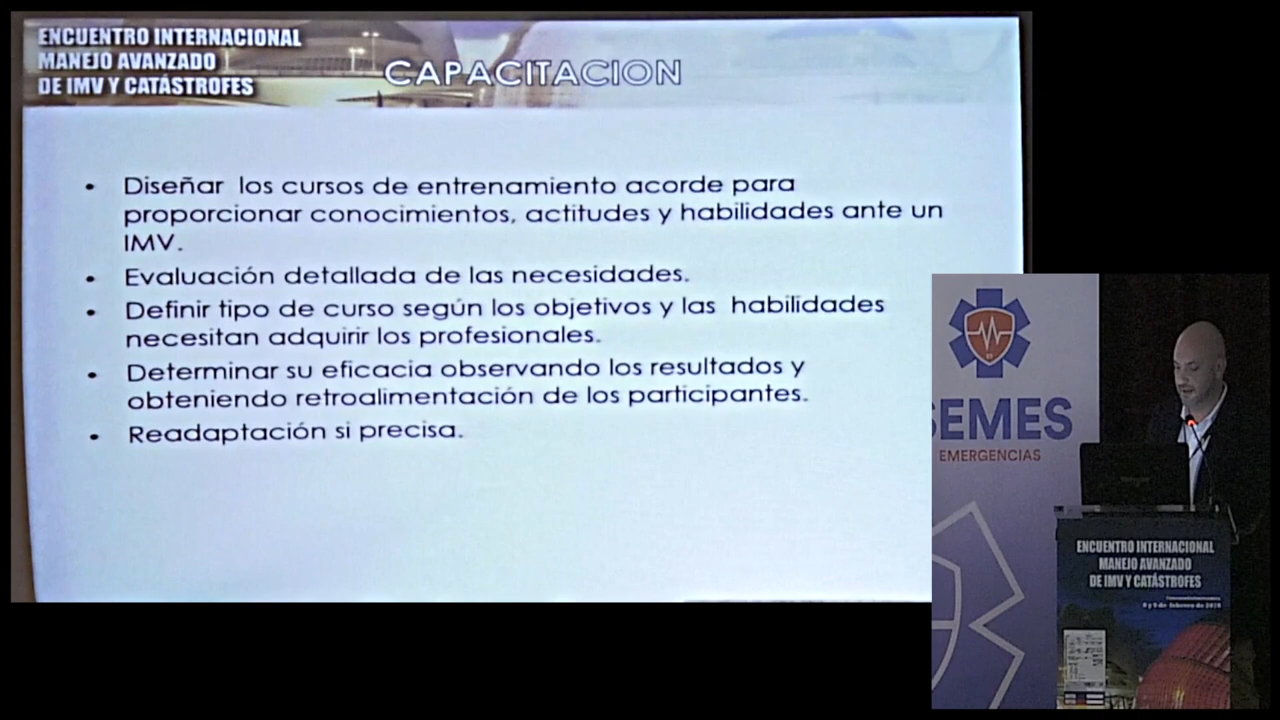 ENCUENTRO INTERNACIONAL
MANEJO AVANZADO
DE IMV Y CATÁSTROFES
CAPACITACION
• Diseñar los cursos de entrenamiento acorde para
proporcionar conocimientos, actitudes y habilidades ante un
IMV.
• Evaluación detallada de las necesidades.
• Definir tipo de curso según los objetivos y las habilidades
necesitan adquirir los profesionales.
• Determinar su eficacia observando los resultados y
obteniendo retroalimentación de los participantes.
• Readaptación si precisa.
SEMES
EMERGENCIAS
ENCUENTRO INTERNACIONAL
MANEJO AVANZADO
DE IMV Y CATÁSTROFES
de febrero de